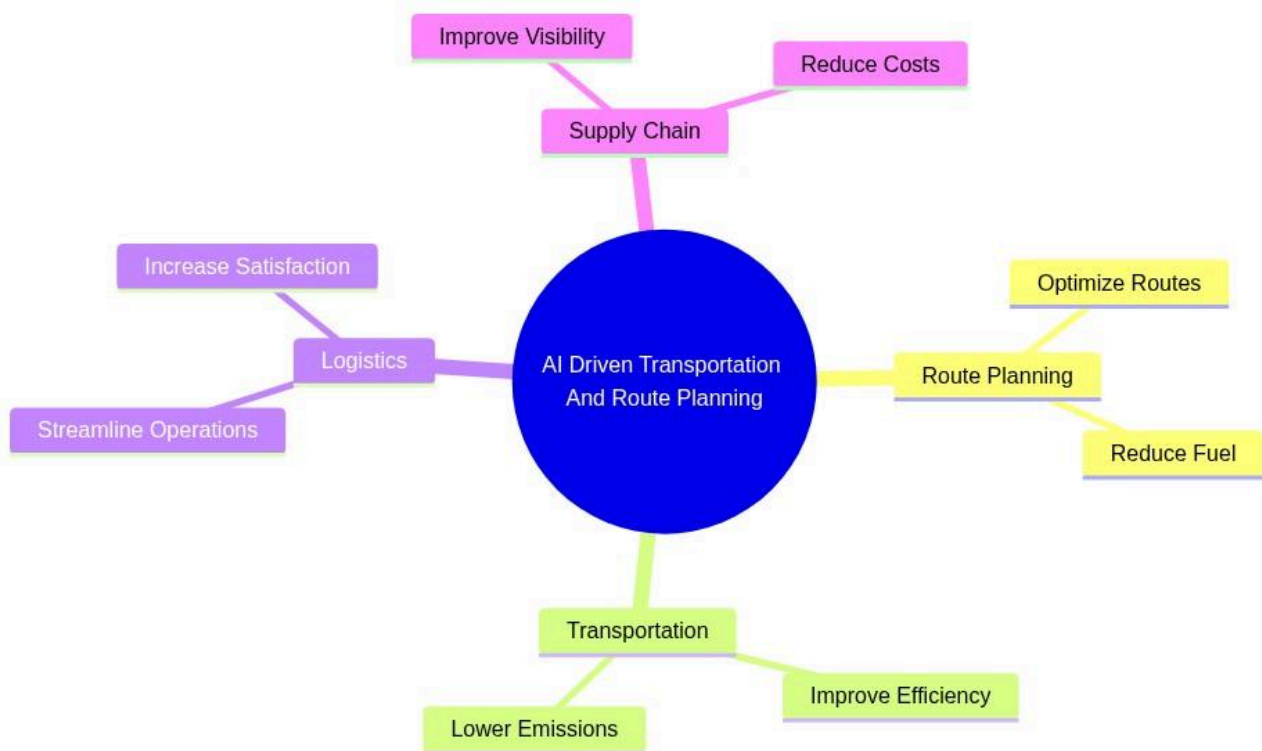 Improve Visibility
Reduce Costs
Supply Chain
Increase Satisfaction
Optimize Routes
Logistics
AI Driven Transportation
And Route Planning
Route Planning
Streamline Operations
Reduce Fuel
Transportation
Improve Efficiency
Lower Emissions